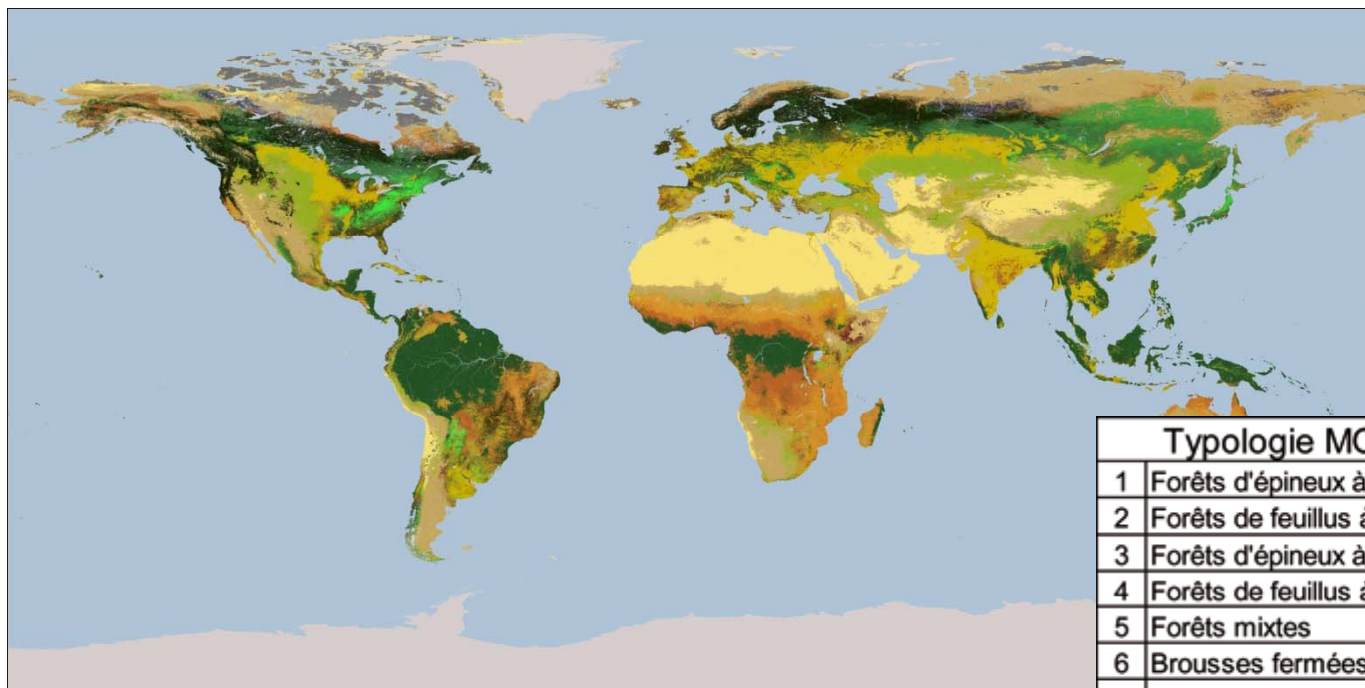 Typologie
1 Forêts d'épineux à
2 Forêts de feuillus à
3 Forêts d'épineux à
4 Forêts de feuillus à
5 Forêts mixtes
6 Brousses fermées